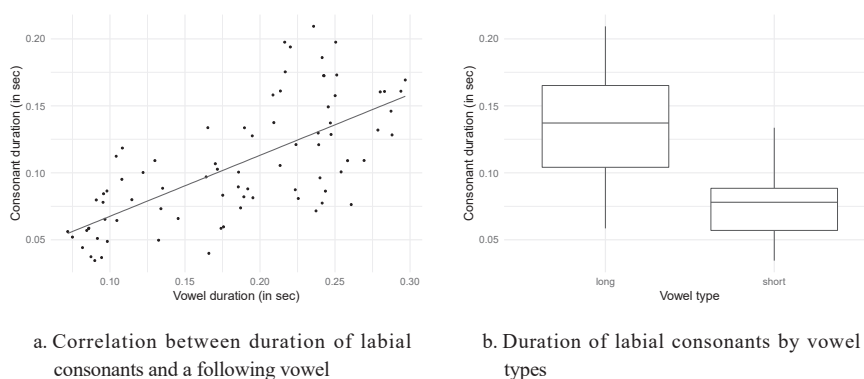 0.20
0.15
0.10
0.05
Consonant duration (in sec)
0.10 0.15 0.20 0.25 0.30
Vowel duration (in sec)
a. Correlation between duration of labial
consonants and a following vowel
0.20
0.15
0.10
0.05
Consonant duration (in sec)
long short
Vowel type
b. Duration of labial consonants by vowel
types